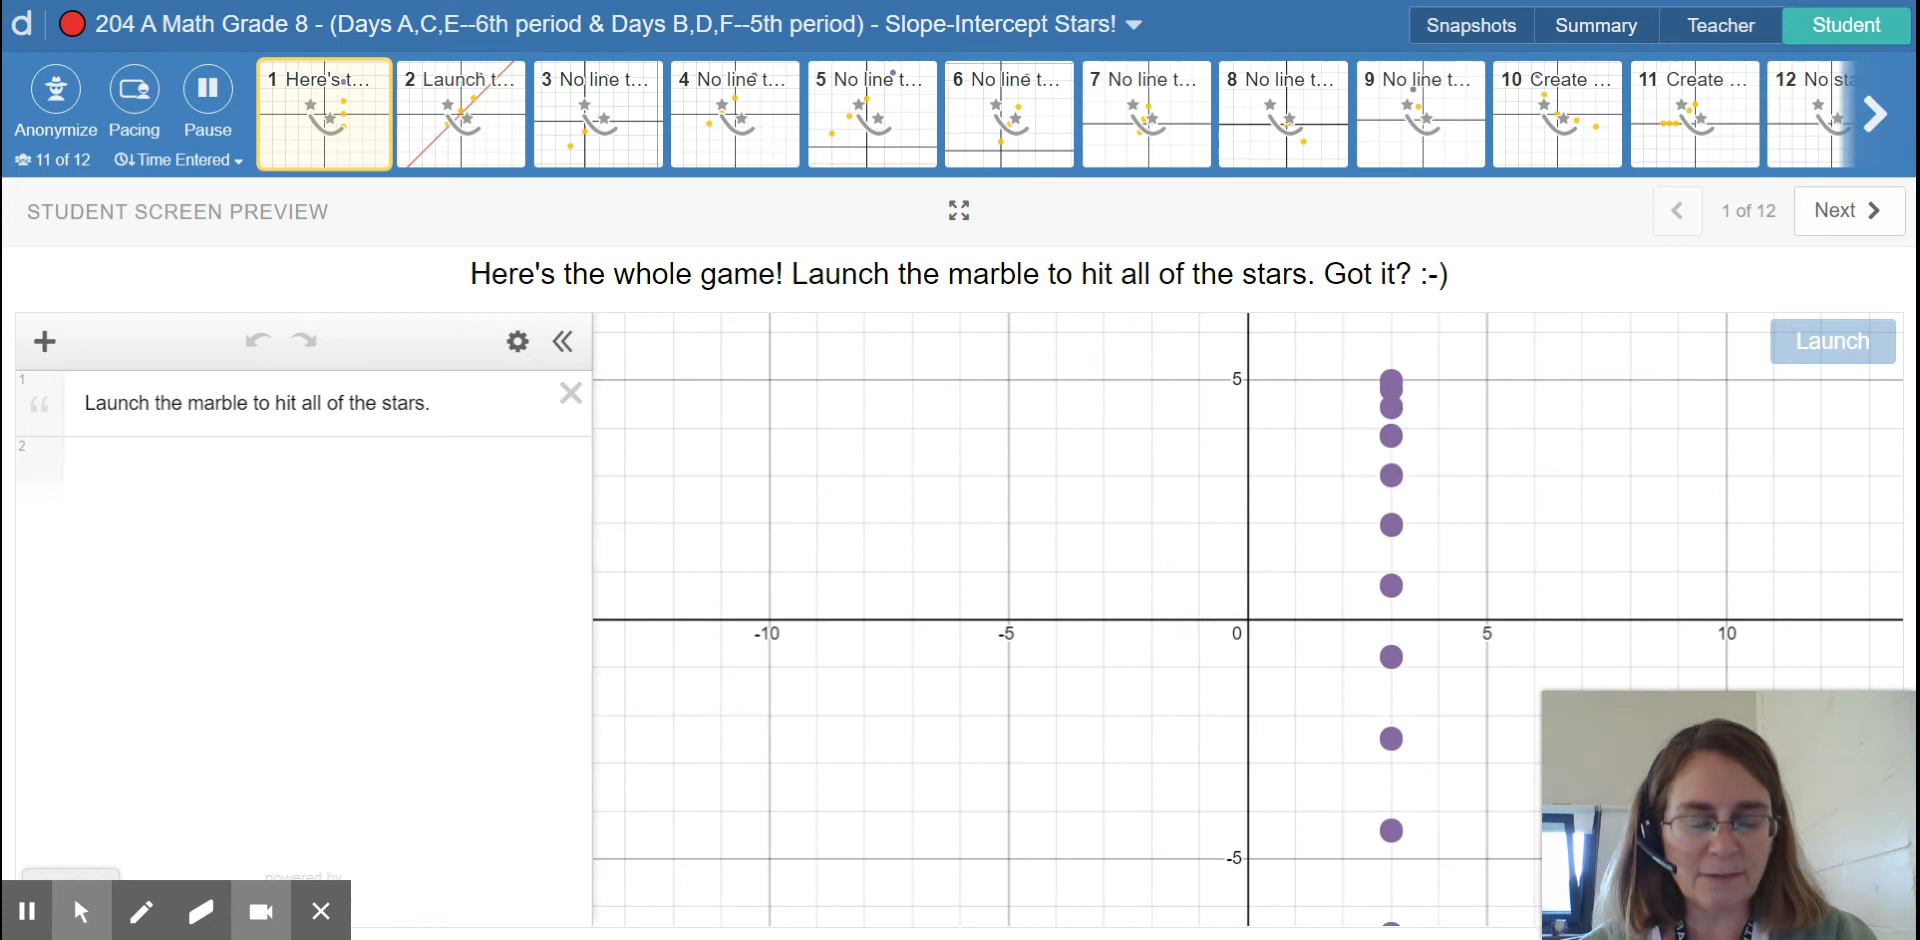 d 204 A Math Grade 8 - (Days A,C,E--6th period & Days B,D,F--5th period) - Slope-Intercept Stars!
Snapshots Summary Teacher Student
1 Here's t... 2 Launch t... 3 No line t... 4 No line t... 5 No line t... 6 No line t... 7 No line t... 8 No line t... 9 No line t... 10 Create ... 11 Create ... 12 No sta
Anonymize Pacing Pause
11 of 12 Time Entered
STUDENT SCREEN PREVIEW
1 of 12 Next
Here's the whole game! Launch the marble to hit all of the stars. Got it? :-)
Launch
1
Launch the marble to hit all of the stars.
2
5
-10 -5 0 5 10
-5
powered by